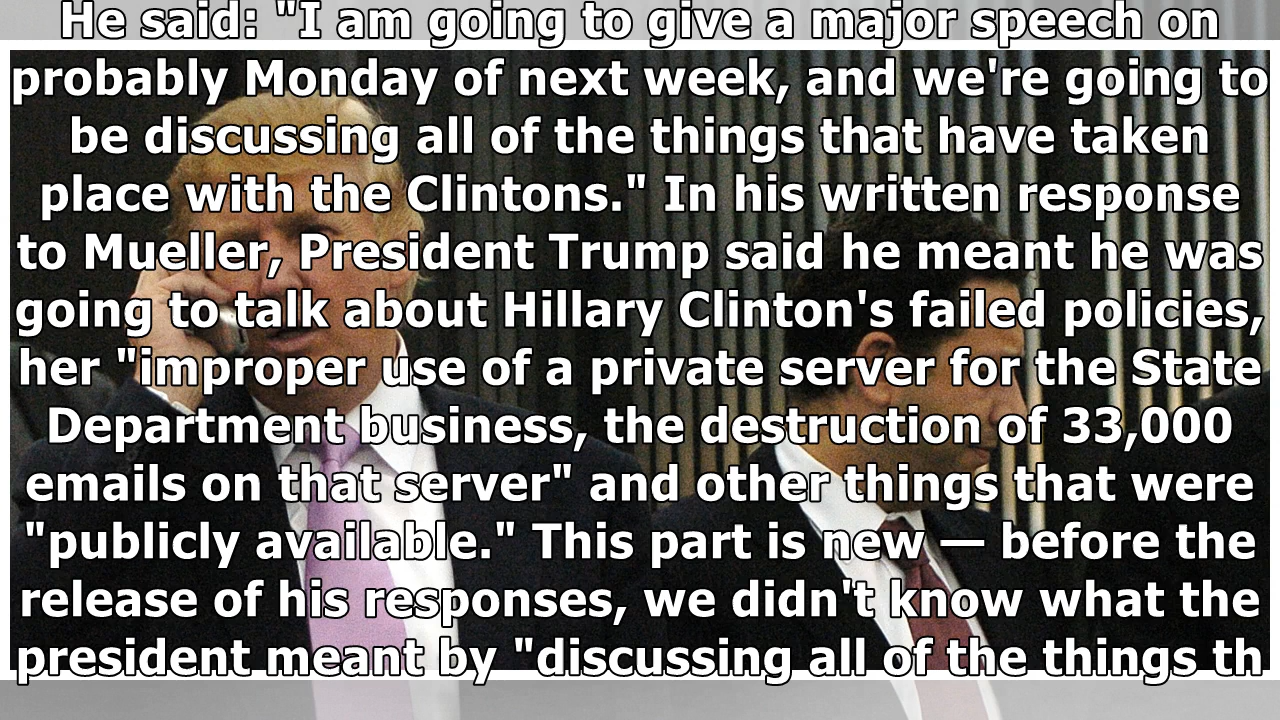 He said: "I am going to give a major speech on
probably Monday of next week, and we're going to
be discussing all of the things that have taken
place with the Clintons." In his written response
to Mueller, President Trump said he meant he was
going to talk about Hillary Clinton's failed policies,
her "improper use of a private server for the State
Department business, the destruction of 33,000
emails on that server" and other things that were
"publicly available." This part is new — before the
release of his responses, we didn't know what the
president meant by "discussing all of the things th